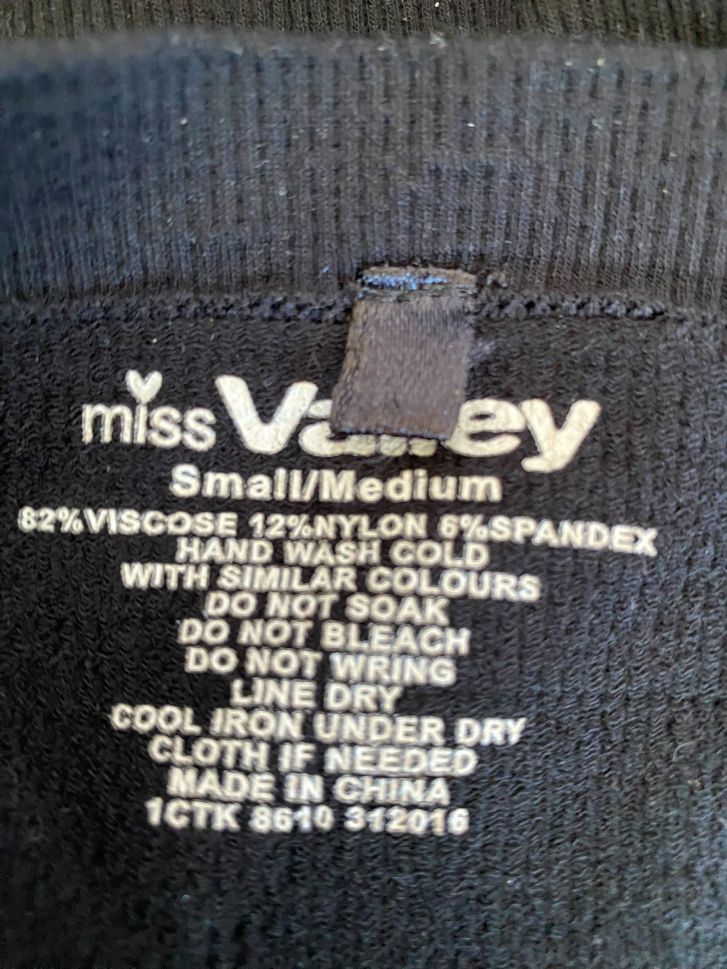 miss Valley
Small/Medium
82%VISCOSE 12%NYLON 6%SPANDEX
HAND WASH COLD
WITH SIMILAR COLOURS
DO NOT SOAK
DO NOT BLEACH
DO NOT WRING
LINE DRY
COOL IRON UNDER DRY
CLOTH IF NEEDED
MADE IN CHINA
1CTK 8610 312016